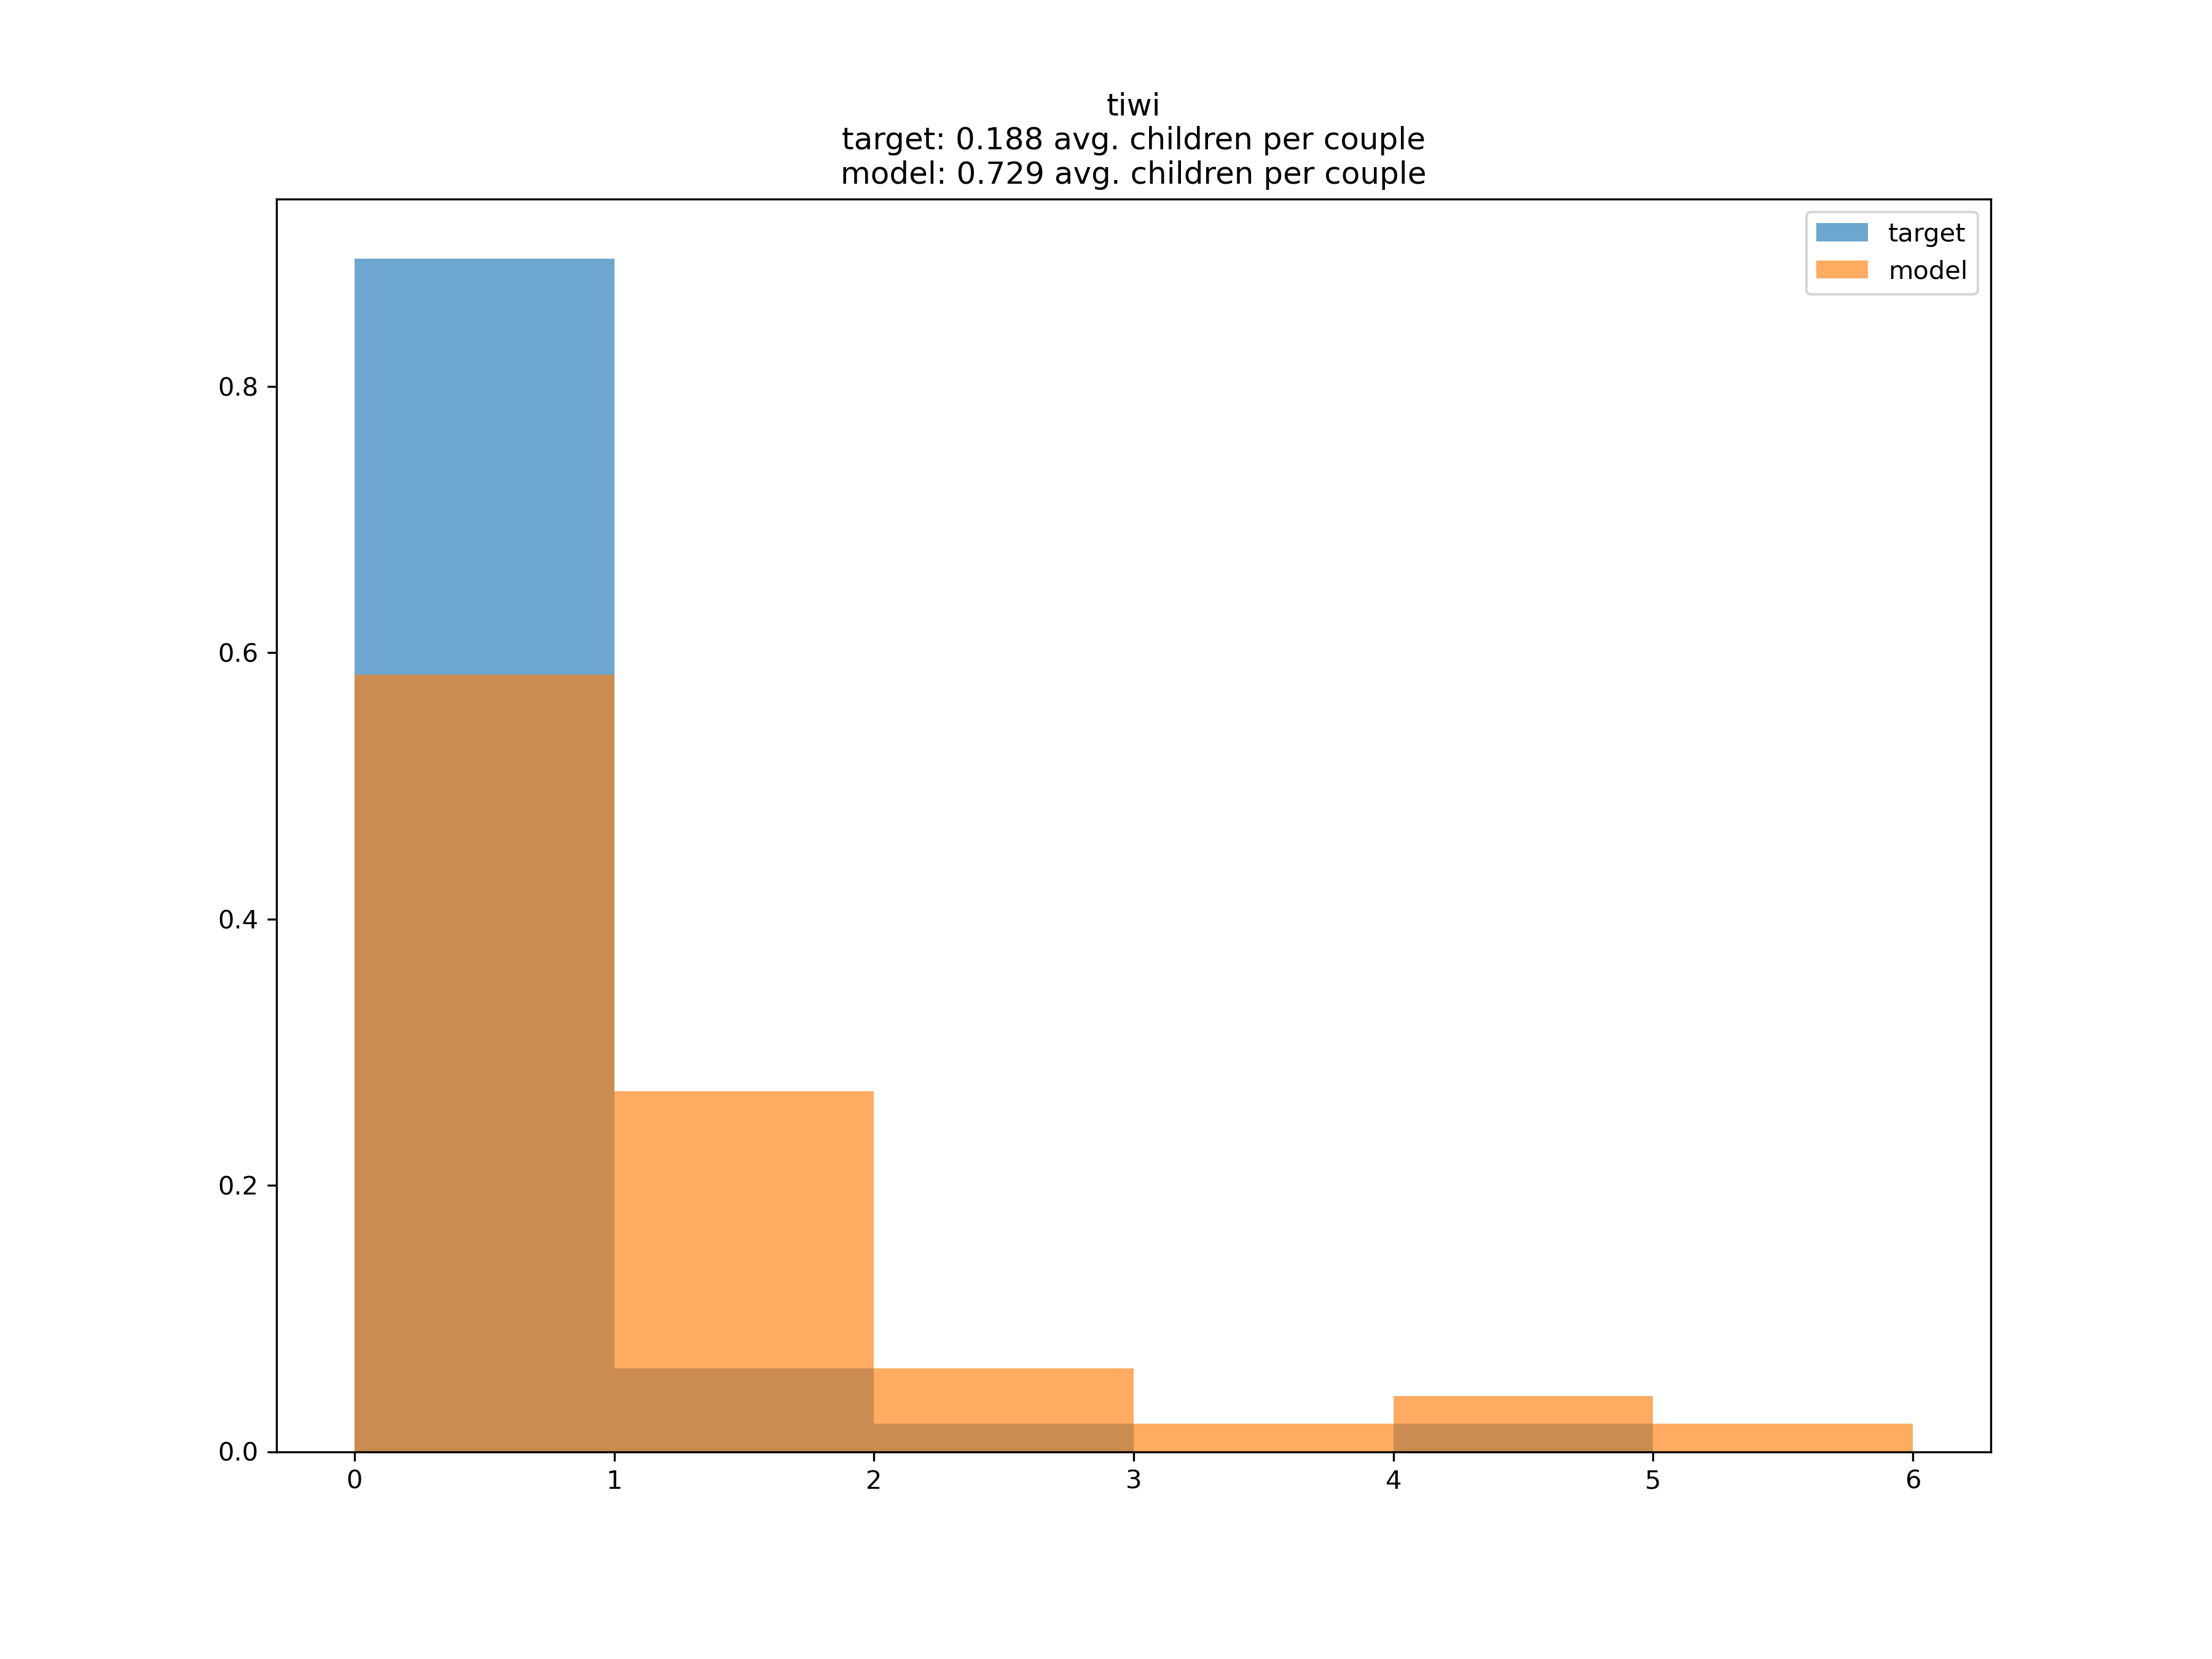 tiwi
target: 0.188 avg. children per couple
model: 0.729 avg. children per couple
target
model
0.8
0.6
0.4
0.2
0.0
0 1 2 3 4 5 6